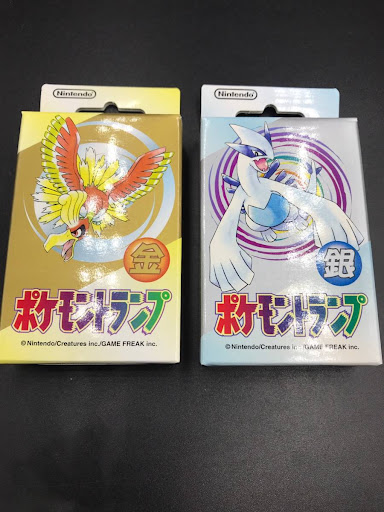 Nintendo
金
ポケモントランプ
©Nintendo/Creatures inc./GAME FREAK inc.
Nintendo
銀
ポケモントランプ
©Nintendo/Creatures inc./GAME FREAK inc.